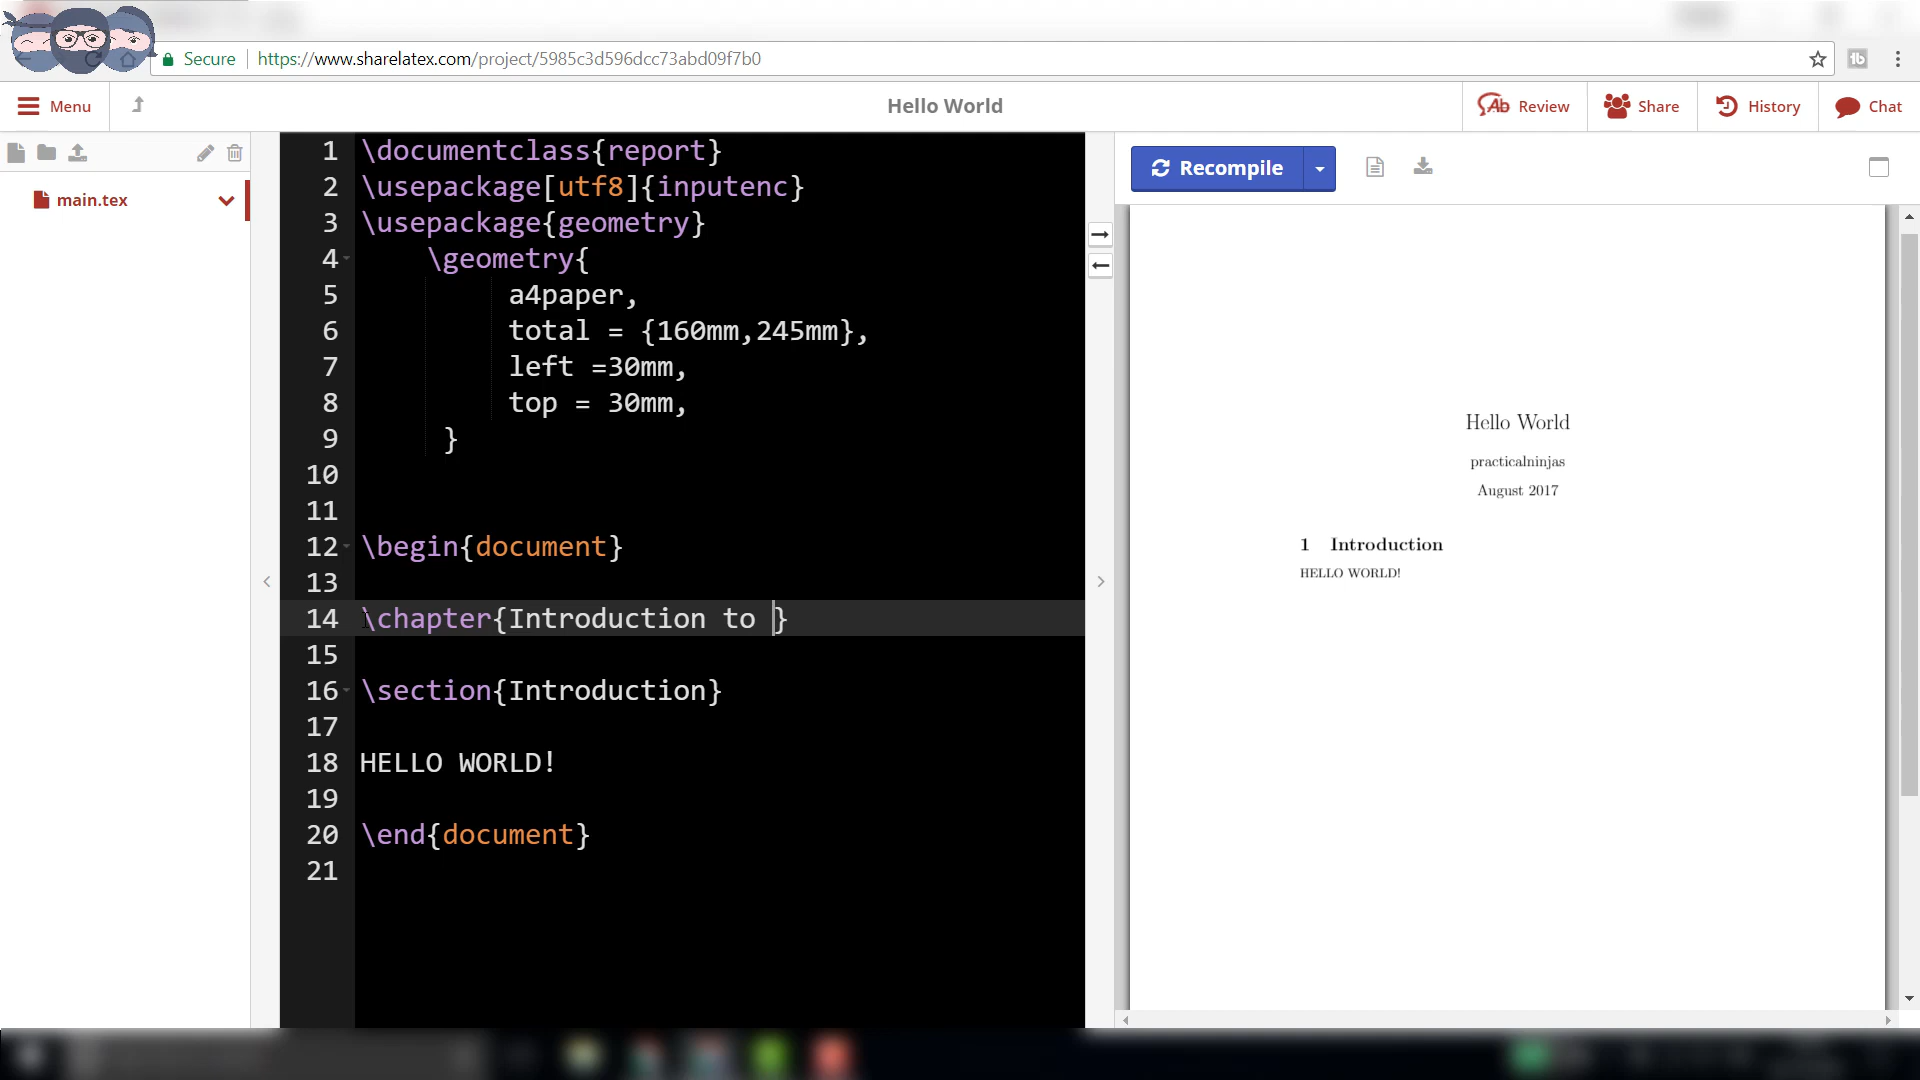 Secure
https://www.sharelatex.com/project/5985c3d596dcc73abd09f7b0
Menu
Hello World
Review
Share
History
Chat
main.tex
1 \documentclass{report}
2 \usepackage[utf8]{inputenc}
3 \usepackage{geometry}
4 \geometry{
5 a4paper,
6 total = {160mm,245mm},
7 left =30mm,
8 top = 30mm,
9 }
10
11
12 \begin{document}
13
14 \chapter{Introduction to }
15
16 \section{Introduction}
17
18 HELLO WORLD!
19
20 \end{document}
21
Recompile
Hello World
practicalninjas
August 2017
1 Introduction
HELLO WORLD!